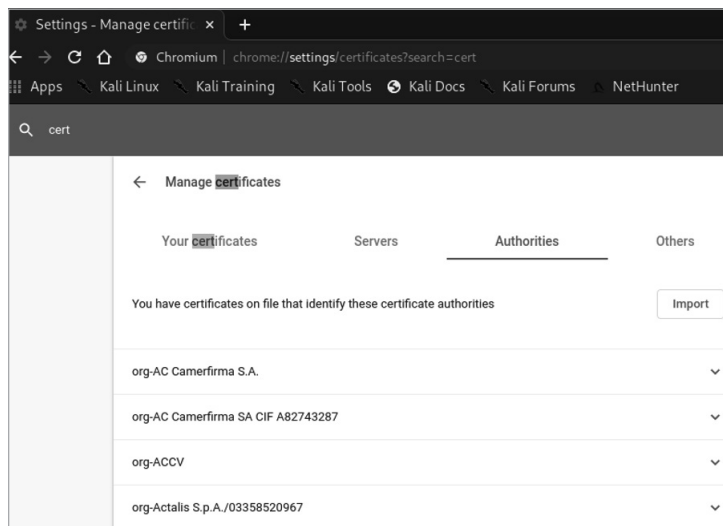 Settings - Manage certific × +
Chromium | chrome://settings/certificates?search=cert
Apps Kali Linux Kali Training Kali Tools Kali Docs Kali Forums NetHunter
cert
Manage certificates
Your certificates Servers Authorities Others
You have certificates on file that identify these certificate authorities Import
org-AC Camerfirma S.A.
org-AC Camerfirma SA CIF A82743287
org-ACCV
org-Actalis S.p.A./03358520967